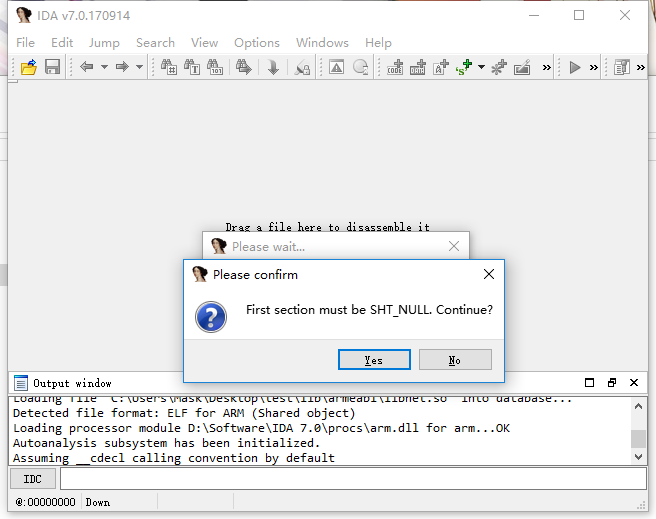 IDA v7.0.170914
File Edit Jump Search View Options Windows Help
Drag a file here to disassemble it
Please wait...
Please confirm
First section must be SHT_NULL. Continue?
Yes No
Output window
Loading file 'C:\Users\Mask\Desktop\test\lib\armeabi\libnet.so' into database...
Detected file format: ELF for ARM (Shared object)
Loading processor module D:\Software\IDA 7.0\procs\arm.dll for arm...OK
Autoanalysis subsystem has been initialized.
Assuming __cdecl calling convention by default
IDC
@:00000000 Down